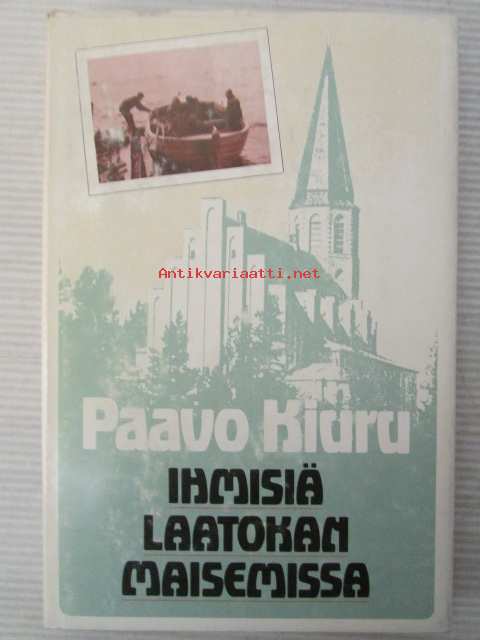 Antikvariaatti.net
Paavo Kiuru
IHMISIÄ
LAATOKAN
MAISEMISSA